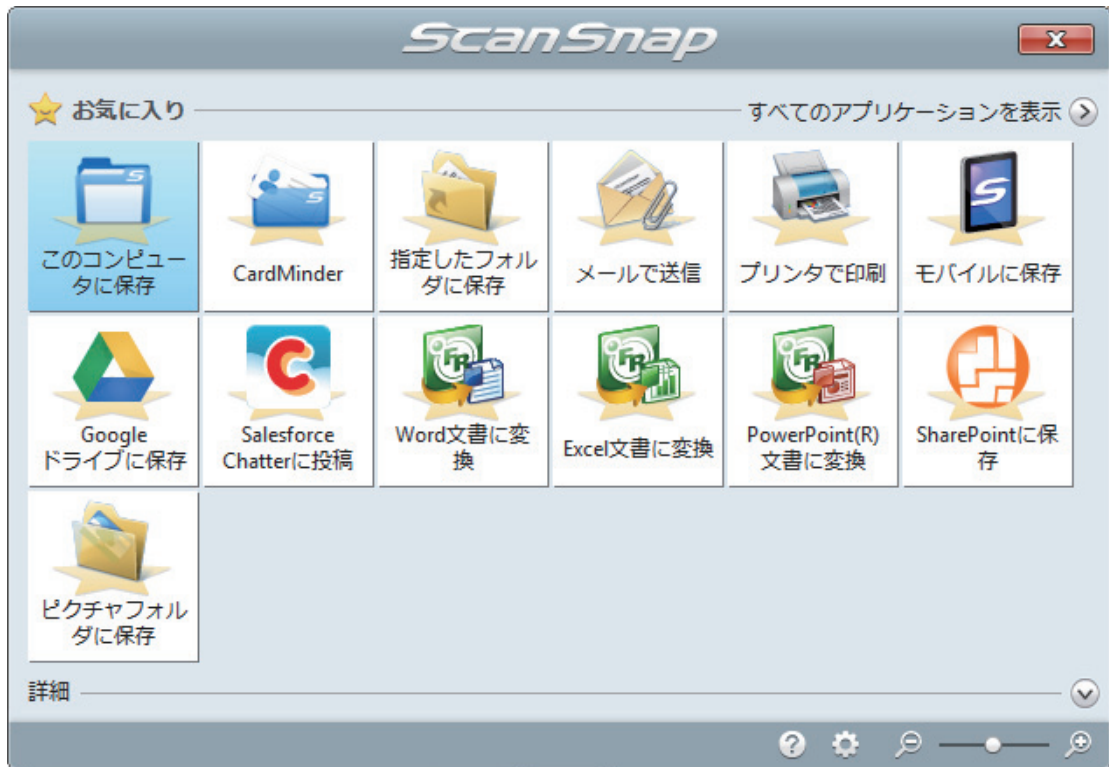 ScanSnap
お気に入り
すべてのアプリケーションを表示
このコンピュー
タに保存
CardMinder
指定したフォル
ダに保存
メールで送信
プリンタで印刷
モバイルに保存
Google
ドライブに保存
Salesforce
Chatterに投稿
Word文書に変
換
Excel文書に変換
PowerPoint(R)
文書に変換
SharePointに保
存
ピクチャフォル
ダに保存
詳細